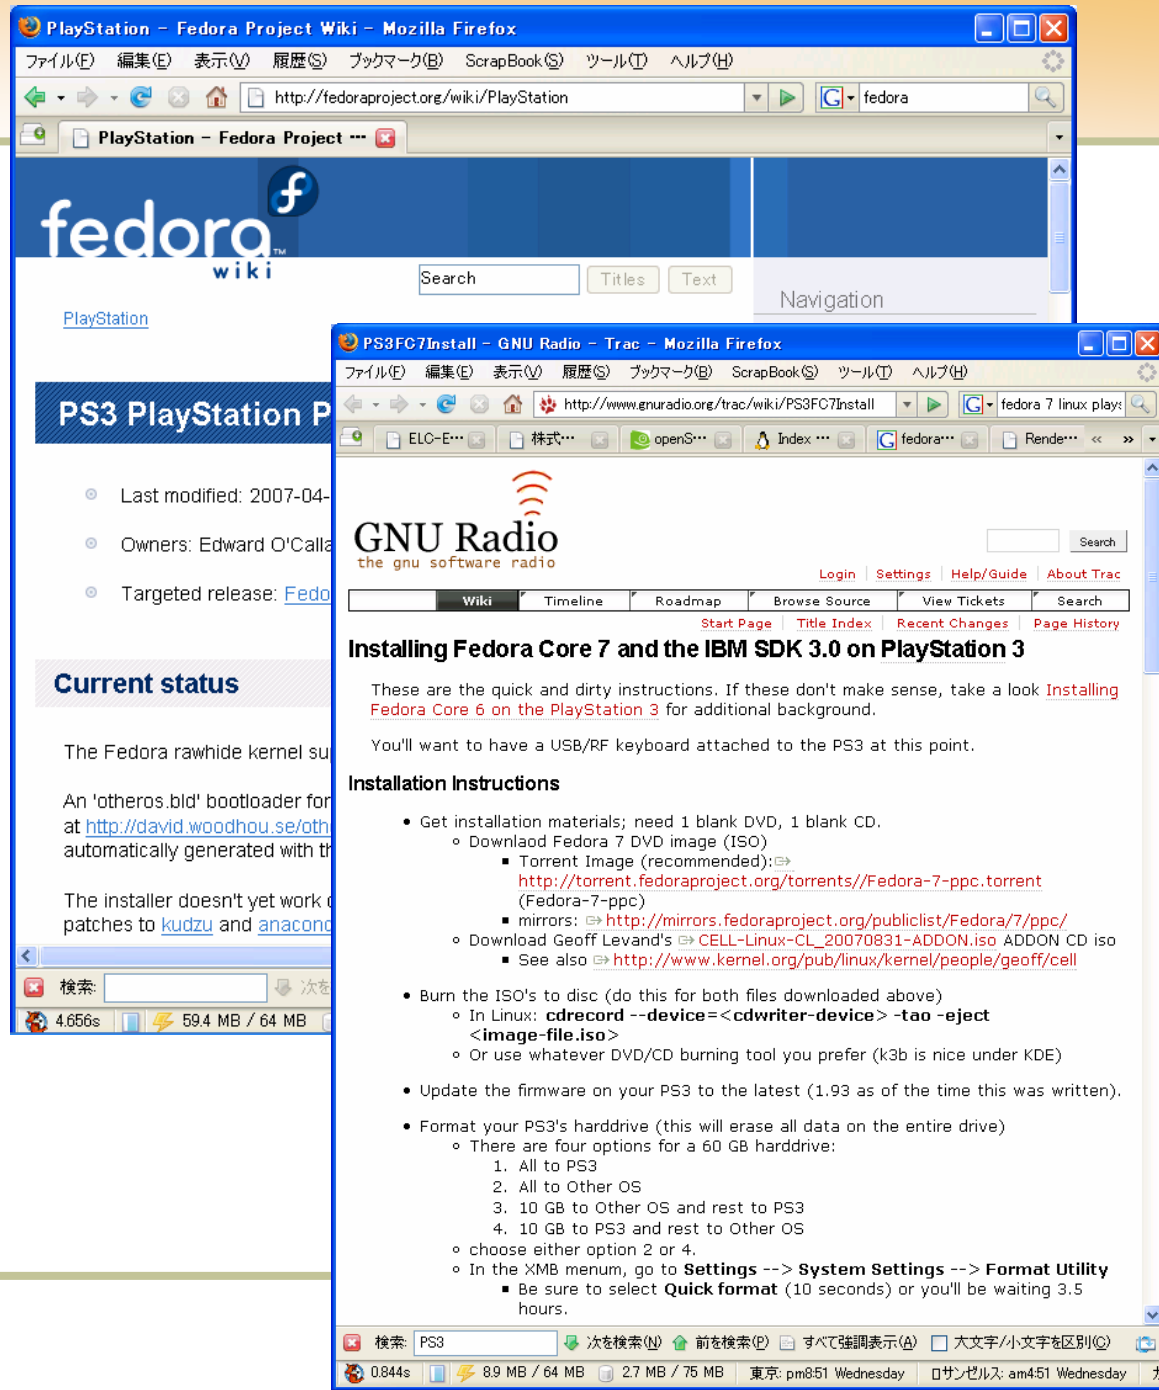 PlayStation - Fedora Project Wiki - Mozilla Firefox
ファイル(F) 編集(E) 表示(V) 履歴(S) ブックマーク(B) ScrapBook(S) ツール(T) ヘルプ(H)
http://fedoraproject.org/wiki/PlayStation
fedora
PlayStation - Fedora Project ...
fedora
TM
wiki
Search
Titles
Text
Navigation
PlayStation
PS3 PlayStation P
Last modified: 2007-04-
Owners: Edward O'Calla
Targeted release: Fedo
Current status
The Fedora rawhide kernel su
An 'otheros.bld' bootloader for
at http://david.woodhou.se/oth
automatically generated with th
The installer doesn't yet work
patches to kudzu and anacon
検索:
次を
4.656s 59.4 MB / 64 MB
PS3FC7Install - GNU Radio - Trac - Mozilla Firefox
ファイル(F) 編集(E) 表示(V) 履歴(S) ブックマーク(B) ScrapBook(S) ツール(T) ヘルプ(H)
http://www.gnuradio.org/trac/wiki/PS3FC7Install
fedora 7 linux plays
ELC-E... 株式... openS... Index ... fedora... Rende...
GNU Radio
the gnu software radio
Search
Login Settings Help/Guide About Trac
Wiki Timeline Roadmap Browse Source View Tickets Search
Start Page Title Index Recent Changes Page History
Installing Fedora Core 7 and the IBM SDK 3.0 on PlayStation 3
These are the quick and dirty instructions. If these don't make sense, take a look Installing
Fedora Core 6 on the PlayStation 3 for additional background.
You'll want to have a USB/RF keyboard attached to the PS3 at this point.
Installation Instructions
• Get installation materials; need 1 blank DVD, 1 blank CD.
Downlaod Fedora 7 DVD image (ISO)
Torrent Image (recommended):
http://torrent.fedoraproject.org/torrents//Fedora-7-ppc.torrent
(Fedora-7-ppc)
mirrors: http://mirrors.fedoraproject.org/publiclist/Fedora/7/ppc/
Download Geoff Levand's CELL-Linux-CL_20070831-ADDON.iso ADDON CD iso
See also http://www.kernel.org/pub/linux/kernel/people/geoff/cell
• Burn the ISO's to disc (do this for both files downloaded above)
In Linux: cdrecord --device=<cdwriter-device> -tao -eject
<image-file.iso>
Or use whatever DVD/CD burning tool you prefer (k3b is nice under KDE)
• Update the firmware on your PS3 to the latest (1.93 as of the time this was written).
• Format your PS3's harddrive (this will erase all data on the entire drive)
There are four options for a 60 GB harddrive:
1. All to PS3
2. All to Other OS
3. 10 GB to Other OS and rest to PS3
4. 10 GB to PS3 and rest to Other OS
choose either option 2 or 4.
In the XMB menum, go to Settings --> System Settings --> Format Utility
Be sure to select Quick format (10 seconds) or you'll be waiting 3.5
hours.
検索: PS3 次を検索(N) 前を検索(P) すべて強調表示(A) 大文字/小文字を区別(C)
0.844s 8.9 MB / 64 MB 2.7 MB / 75 MB 東京: pm8:51 Wednesday ロサンゼルス: am4:51 Wednesday